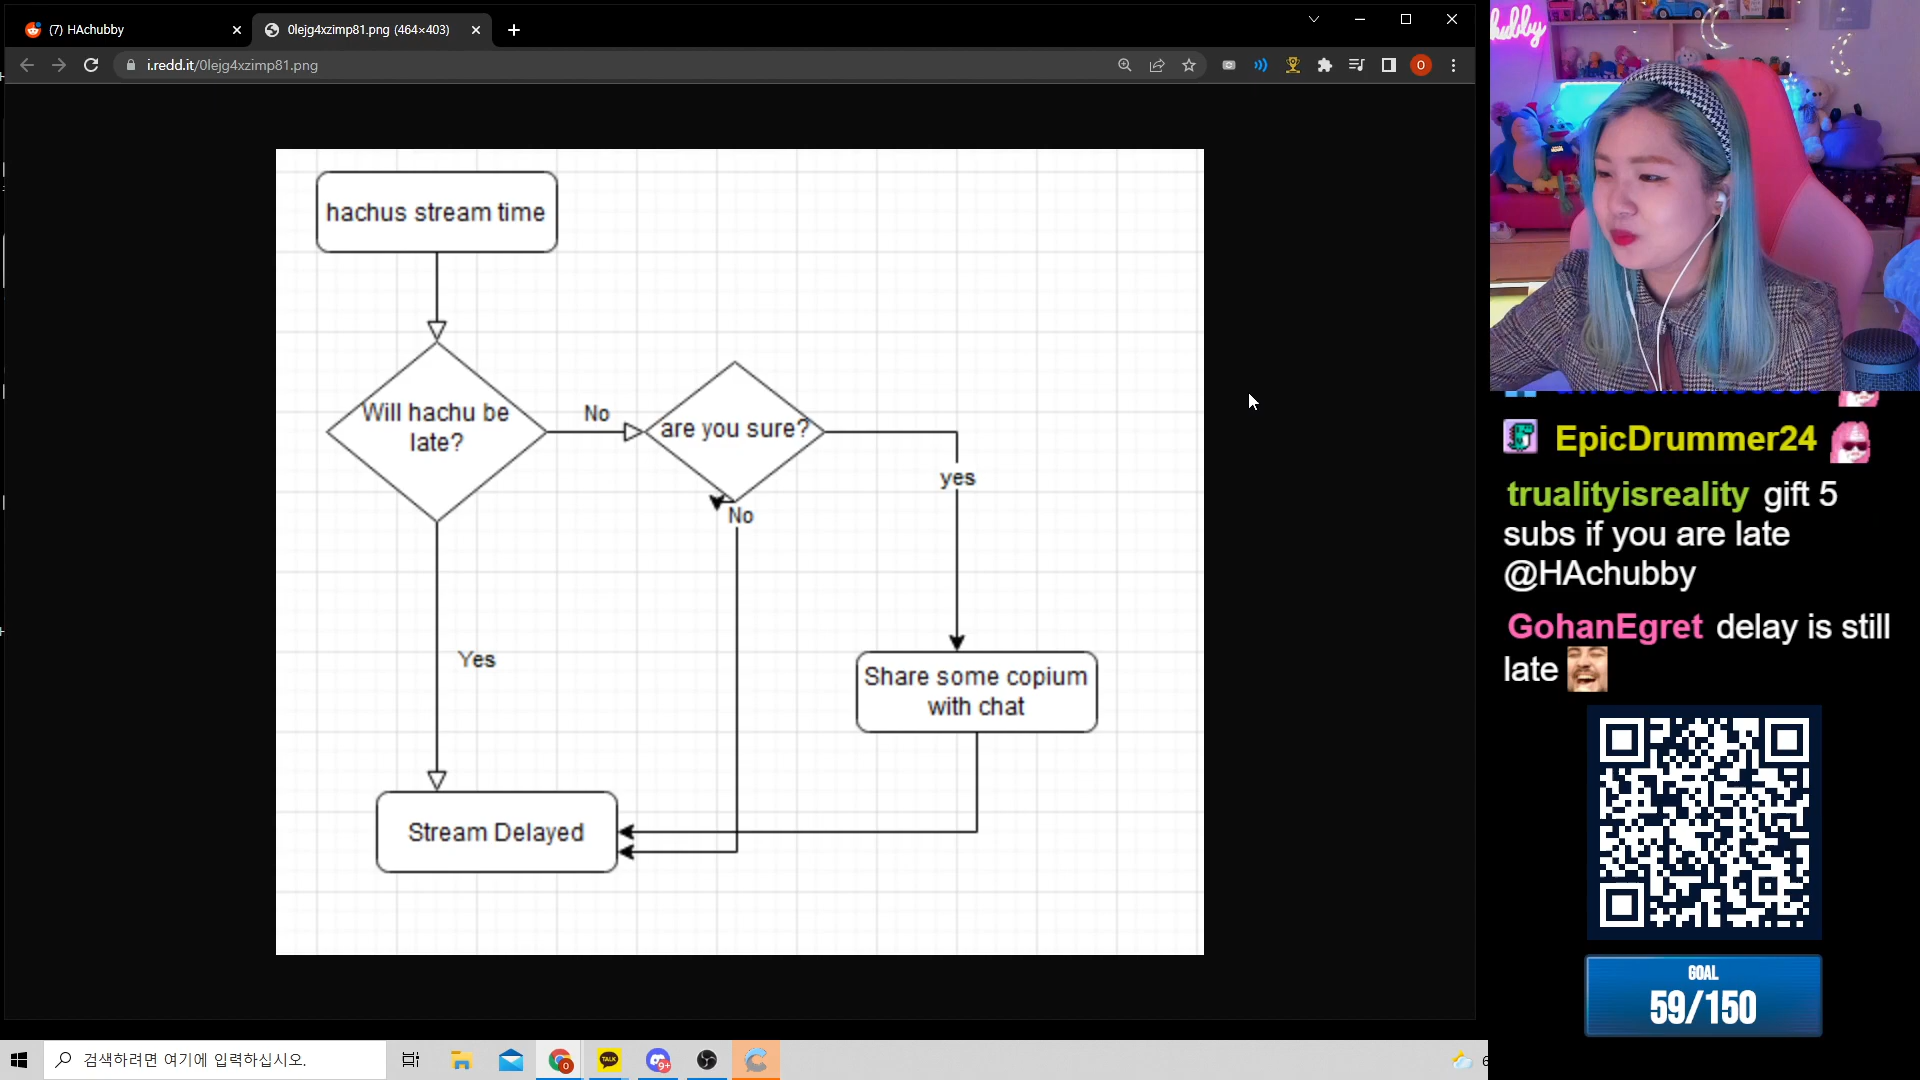 (7) HAchubby
0lejg4xzimp81.png (464×403)
i.redd.it/0lejg4xzimp81.png
hubby
hachus stream time
Will hachu be
late?
No
are you sure?
yes
No
Yes
Share some copium
with chat
Stream Delayed
EpicDrummer24
trualityisreality gift 5
subs if you are late
@HAchubby
GohanEgret delay is still
late
GOAL
59/150
검색하려면 여기에 입력하십시오.
TALK
9+